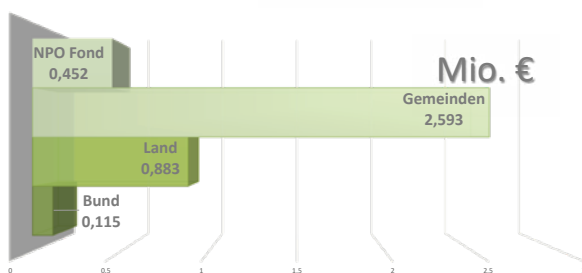 NPO Fond
0,452
Mio. €
Gemeinden
2,593
Land
0,883
Bund
0,115
0 0.5 1 1.5 2 2.5